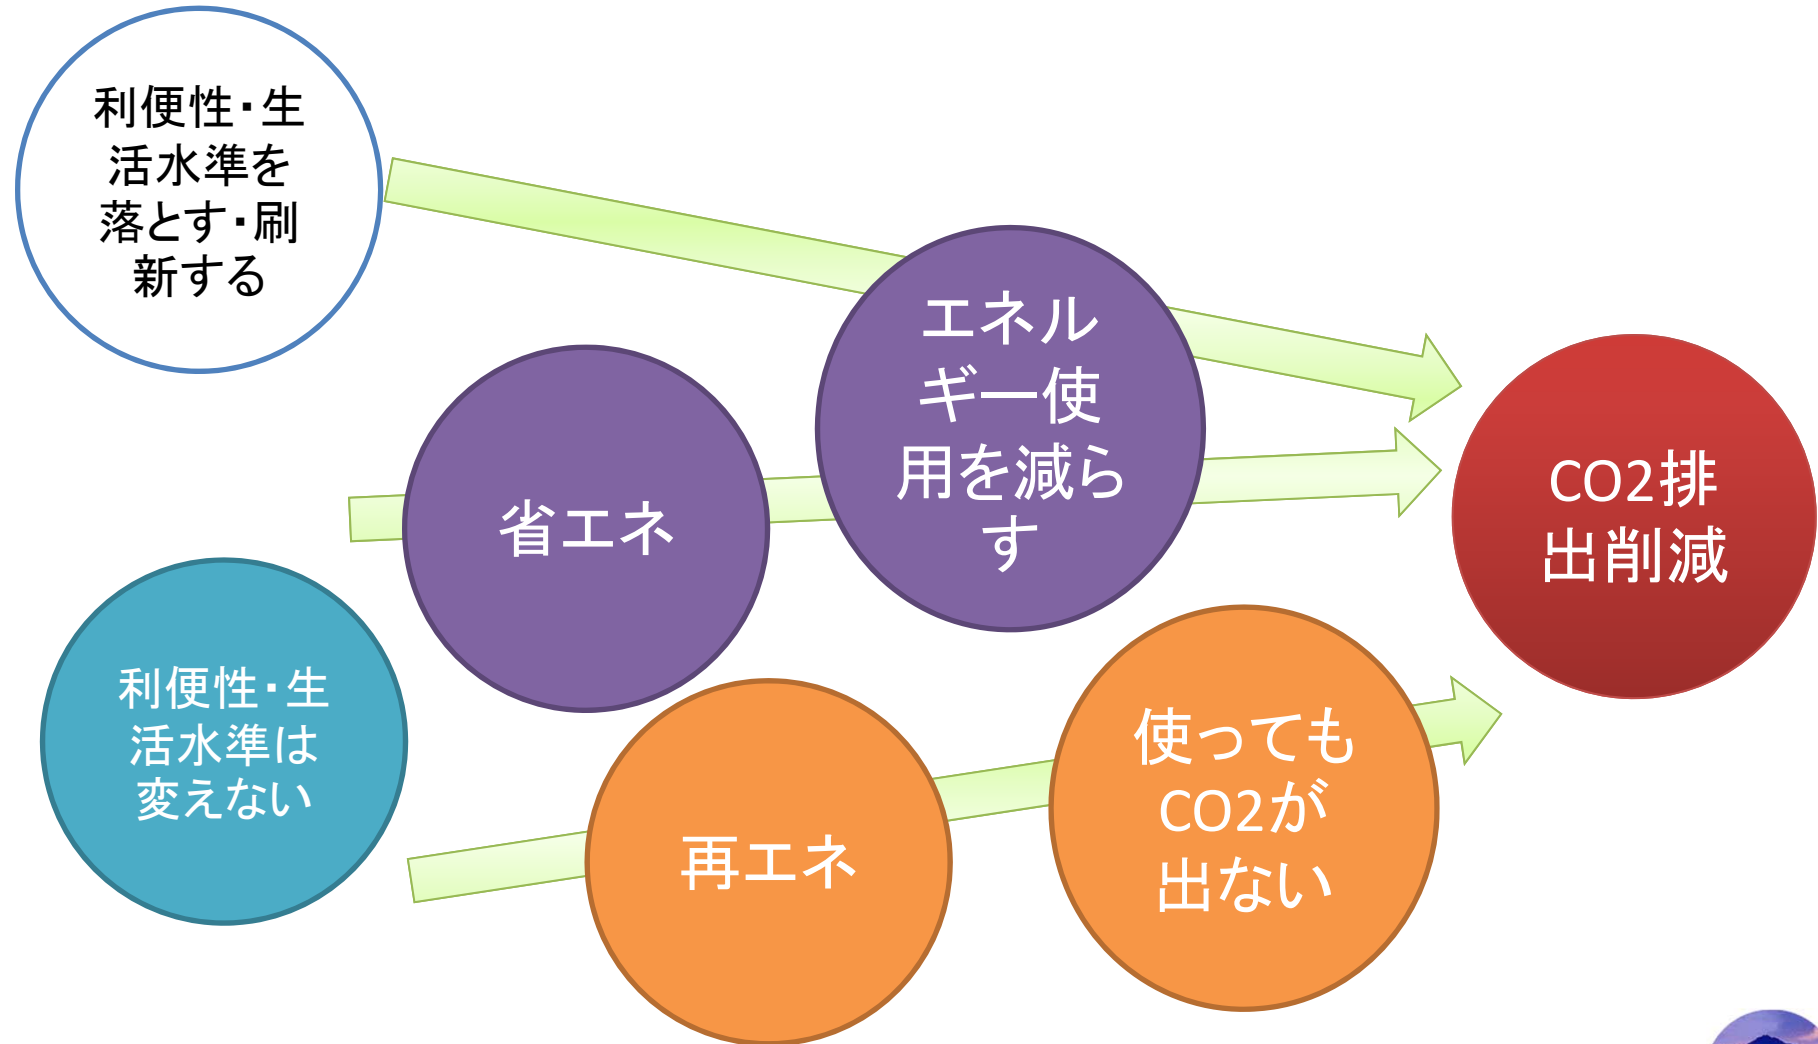 利便性・生
活水準を
落とす・刷
新する
エネル
ギー使
用を減ら
す
省エネ
CO2排
出削減
利便性・生
活水準は
変えない
再エネ
使っても
CO2が
出ない